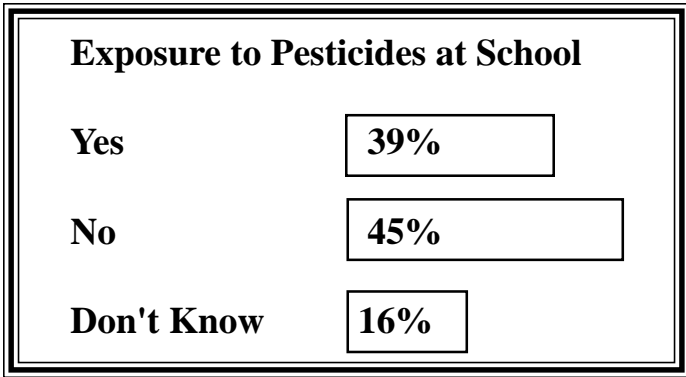 Exposure to Pesticides at School
Yes 39%
No 45%
Don't Know 16%